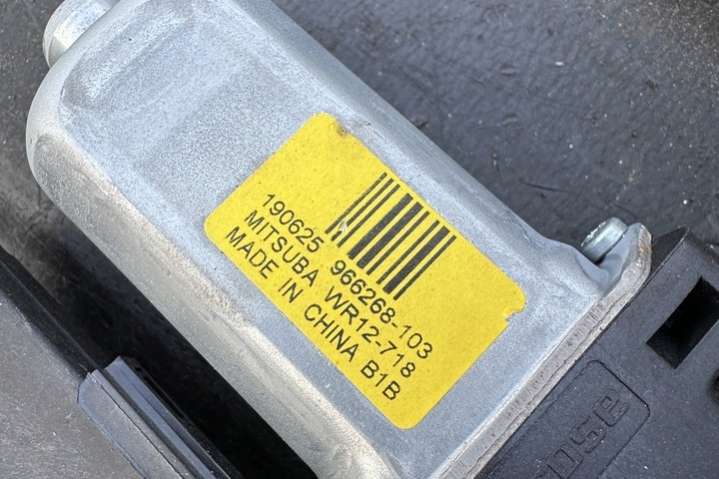 190625 966268-103
MITSUBA WR12-718
MADE IN CHINA B1B